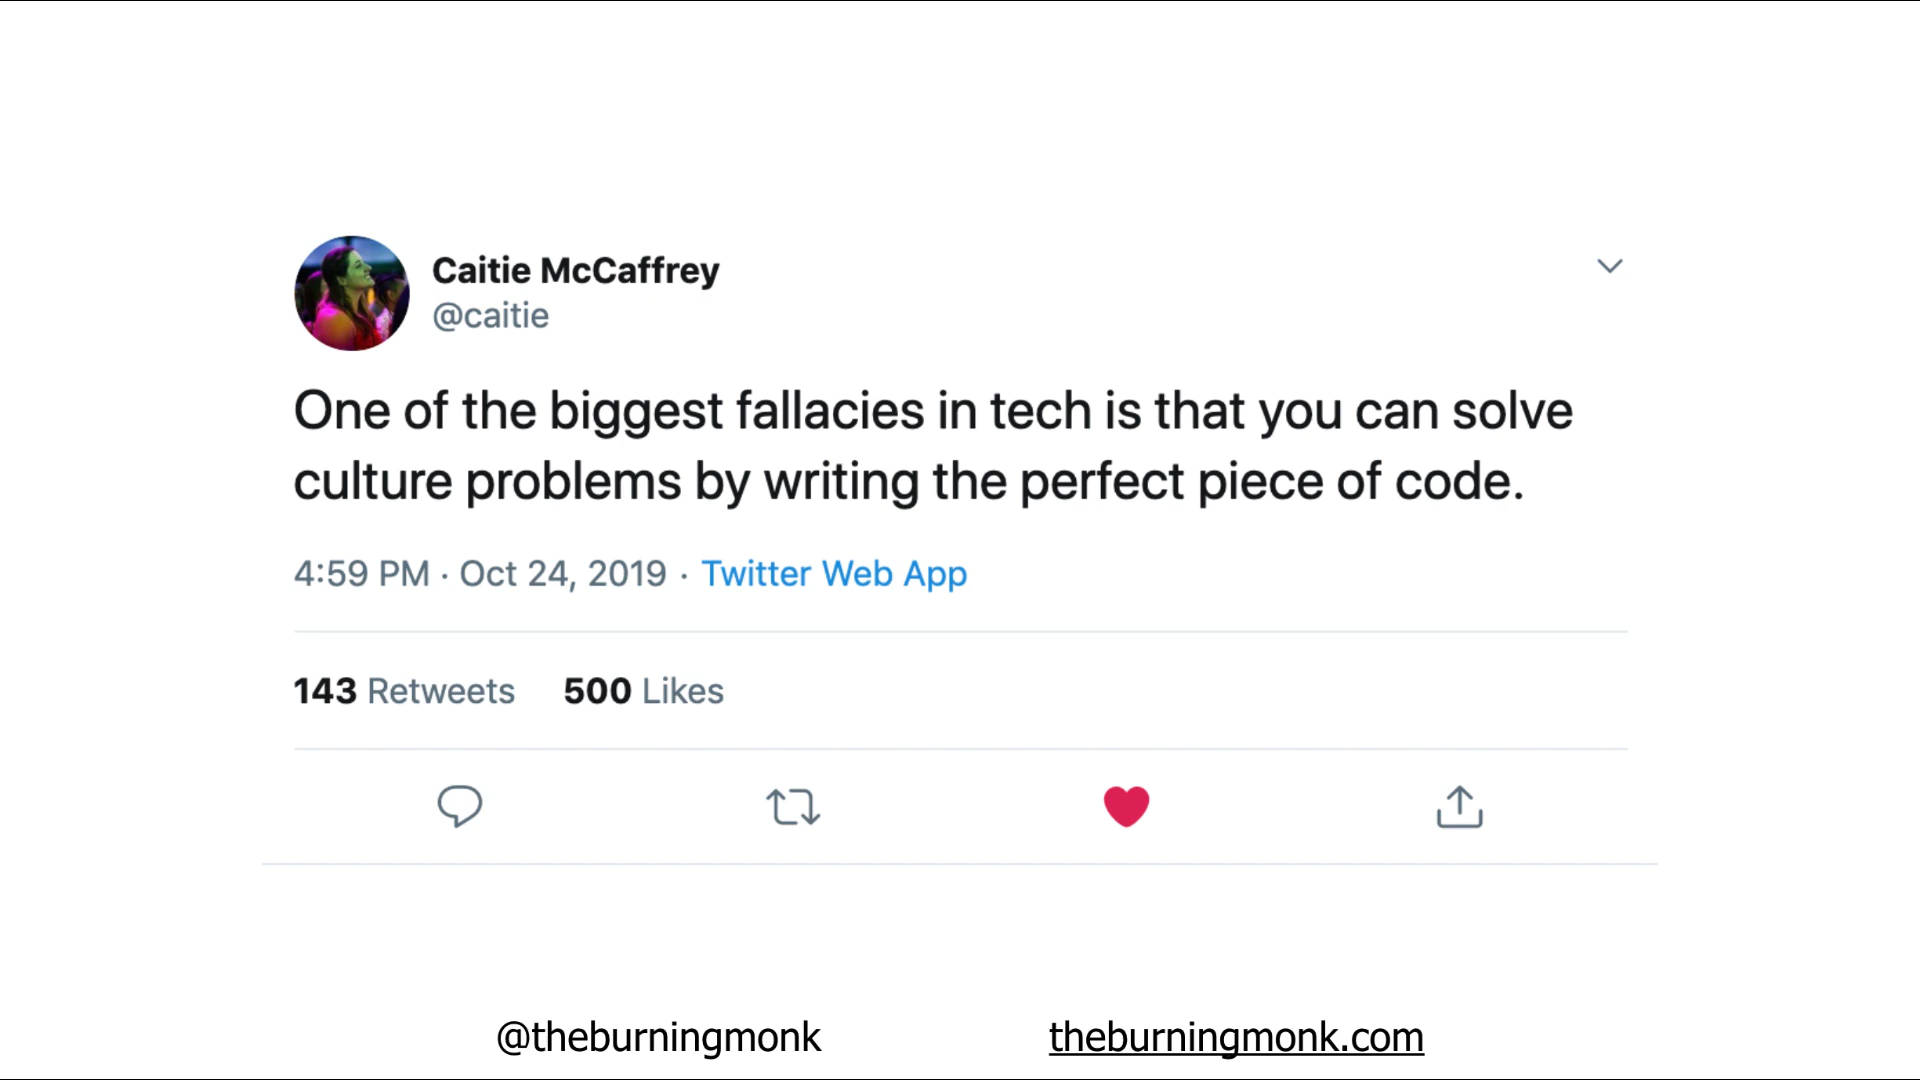 Caitie McCaffrey
@caitie
One of the biggest fallacies in tech is that you can solve
culture problems by writing the perfect piece of code.
4:59 PM · Oct 24, 2019 · Twitter Web App
143 Retweets 500 Likes
@theburningmonk theburningmonk.com